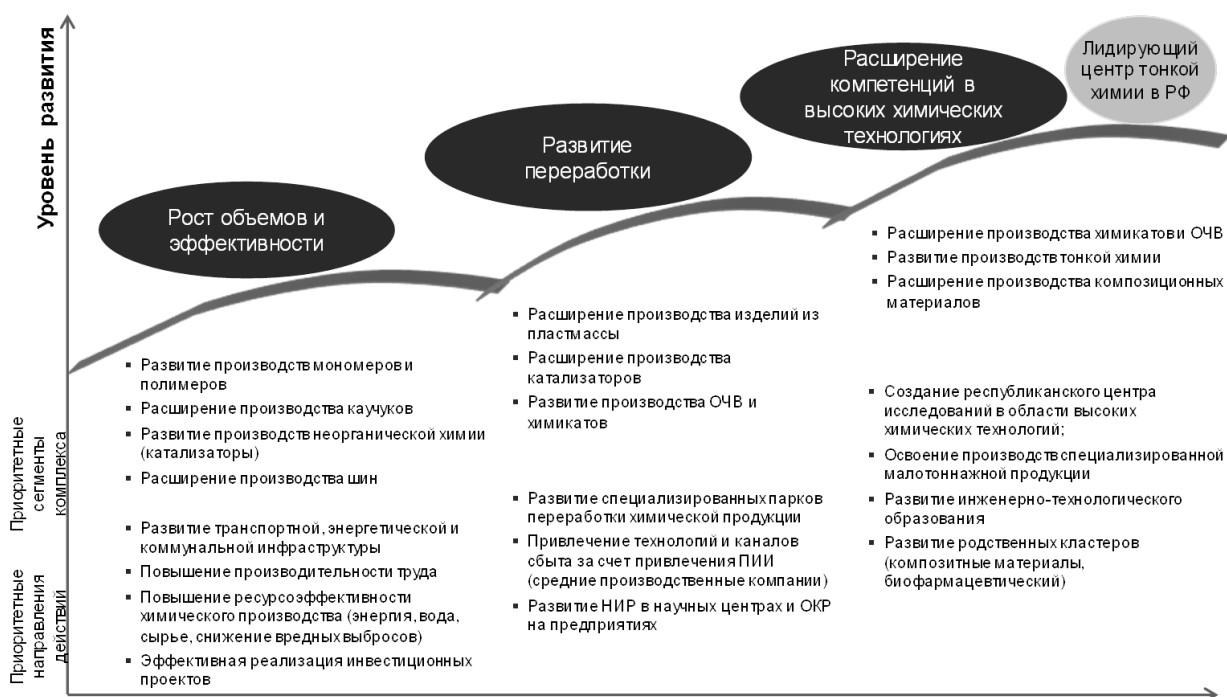 Уровень развития
Рост объемов и
эффективности
Развитие
переработки
Расширение
компетенций в
высоких химических
технологиях
Лидирующий
центр тонкой
химии в РФ
Приоритетные
сегменты
комплекса
▪ Развитие производств мономеров и
полимеров
▪ Расширение производства каучуков
▪ Развитие производств неорганической химии
(катализаторы)
▪ Расширение производства шин
▪ Расширение производства изделий из
пластмассы
▪ Расширение производства
катализаторов
▪ Развитие производства ОЧВ и
химикатов
▪ Расширение производства химикатов и ОЧВ
▪ Развитие производств тонкой химии
▪ Расширение производства композиционных
материалов
Приоритетные
направления
действий
▪ Развитие транспортной, энергетической и
коммунальной инфраструктуры
▪ Повышение производительности труда
▪ Повышение ресурсоэффективности
химического производства (энергия, вода,
сырье, снижение вредных выбросов)
▪ Эффективная реализация инвестиционных
проектов
▪ Развитие специализированных парков
переработки химической продукции
▪ Привлечение технологий и каналов
сбыта за счет привлечения ПИИ
(средние производственные компании)
▪ Развитие НИР в научных центрах и ОКР
на предприятиях
▪ Создание республиканского центра
исследований в области высоких
химических технологий;
▪ Освоение производств специализированной
малотоннажной продукции
▪ Развитие инженерно-технологического
образования
▪ Развитие родственных кластеров
(композитные материалы,
биофармацевтический)